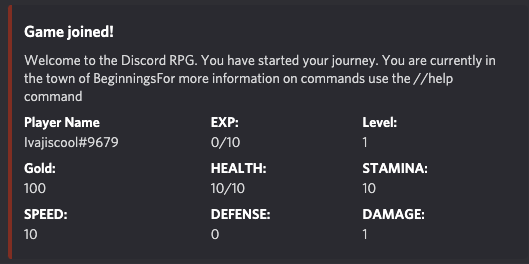 Game joined!
Welcome to the Discord RPG. You have started your journey. You are currently in
the town of BeginningsFor more information on commands use the //help
command
Player Name EXP: Level:
Ivajiscool#9679 0/10 1
Gold: HEALTH: STAMINA:
100 10/10 10
SPEED: DEFENSE: DAMAGE:
10 0 1